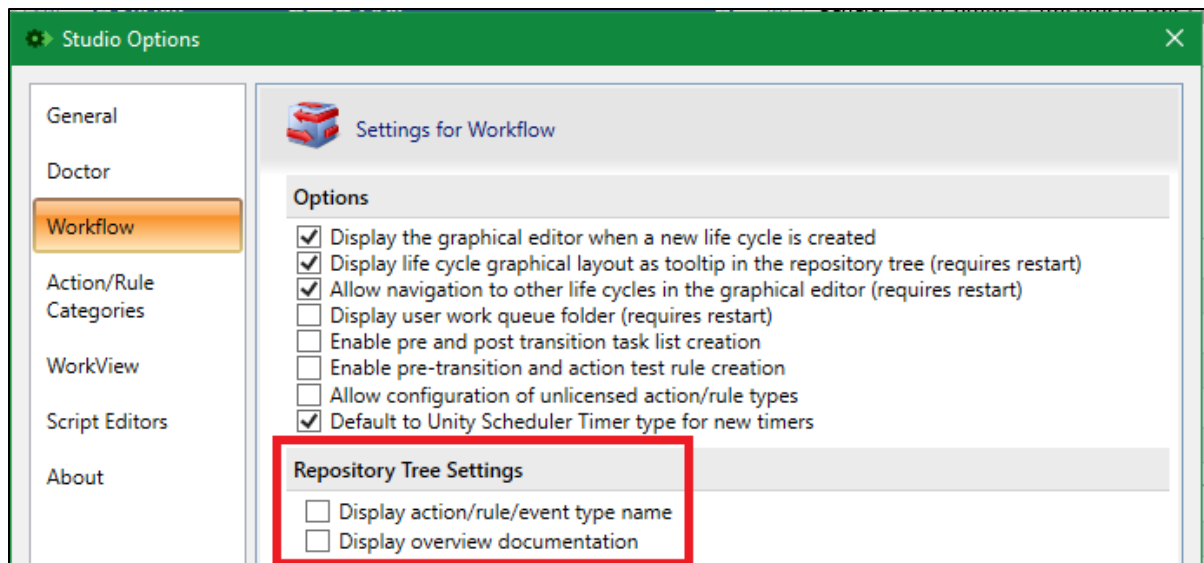 Studio Options
General
Doctor
Workflow
Action/Rule
Categories
WorkView
Script Editors
About
Settings for Workflow
Options
Display the graphical editor when a new life cycle is created
Display life cycle graphical layout as tooltip in the repository tree (requires restart)
Allow navigation to other life cycles in the graphical editor (requires restart)
Display user work queue folder (requires restart)
Enable pre and post transition task list creation
Enable pre-transition and action test rule creation
Allow configuration of unlicensed action/rule types
Default to Unity Scheduler Timer type for new timers
Repository Tree Settings
Display action/rule/event type name
Display overview documentation